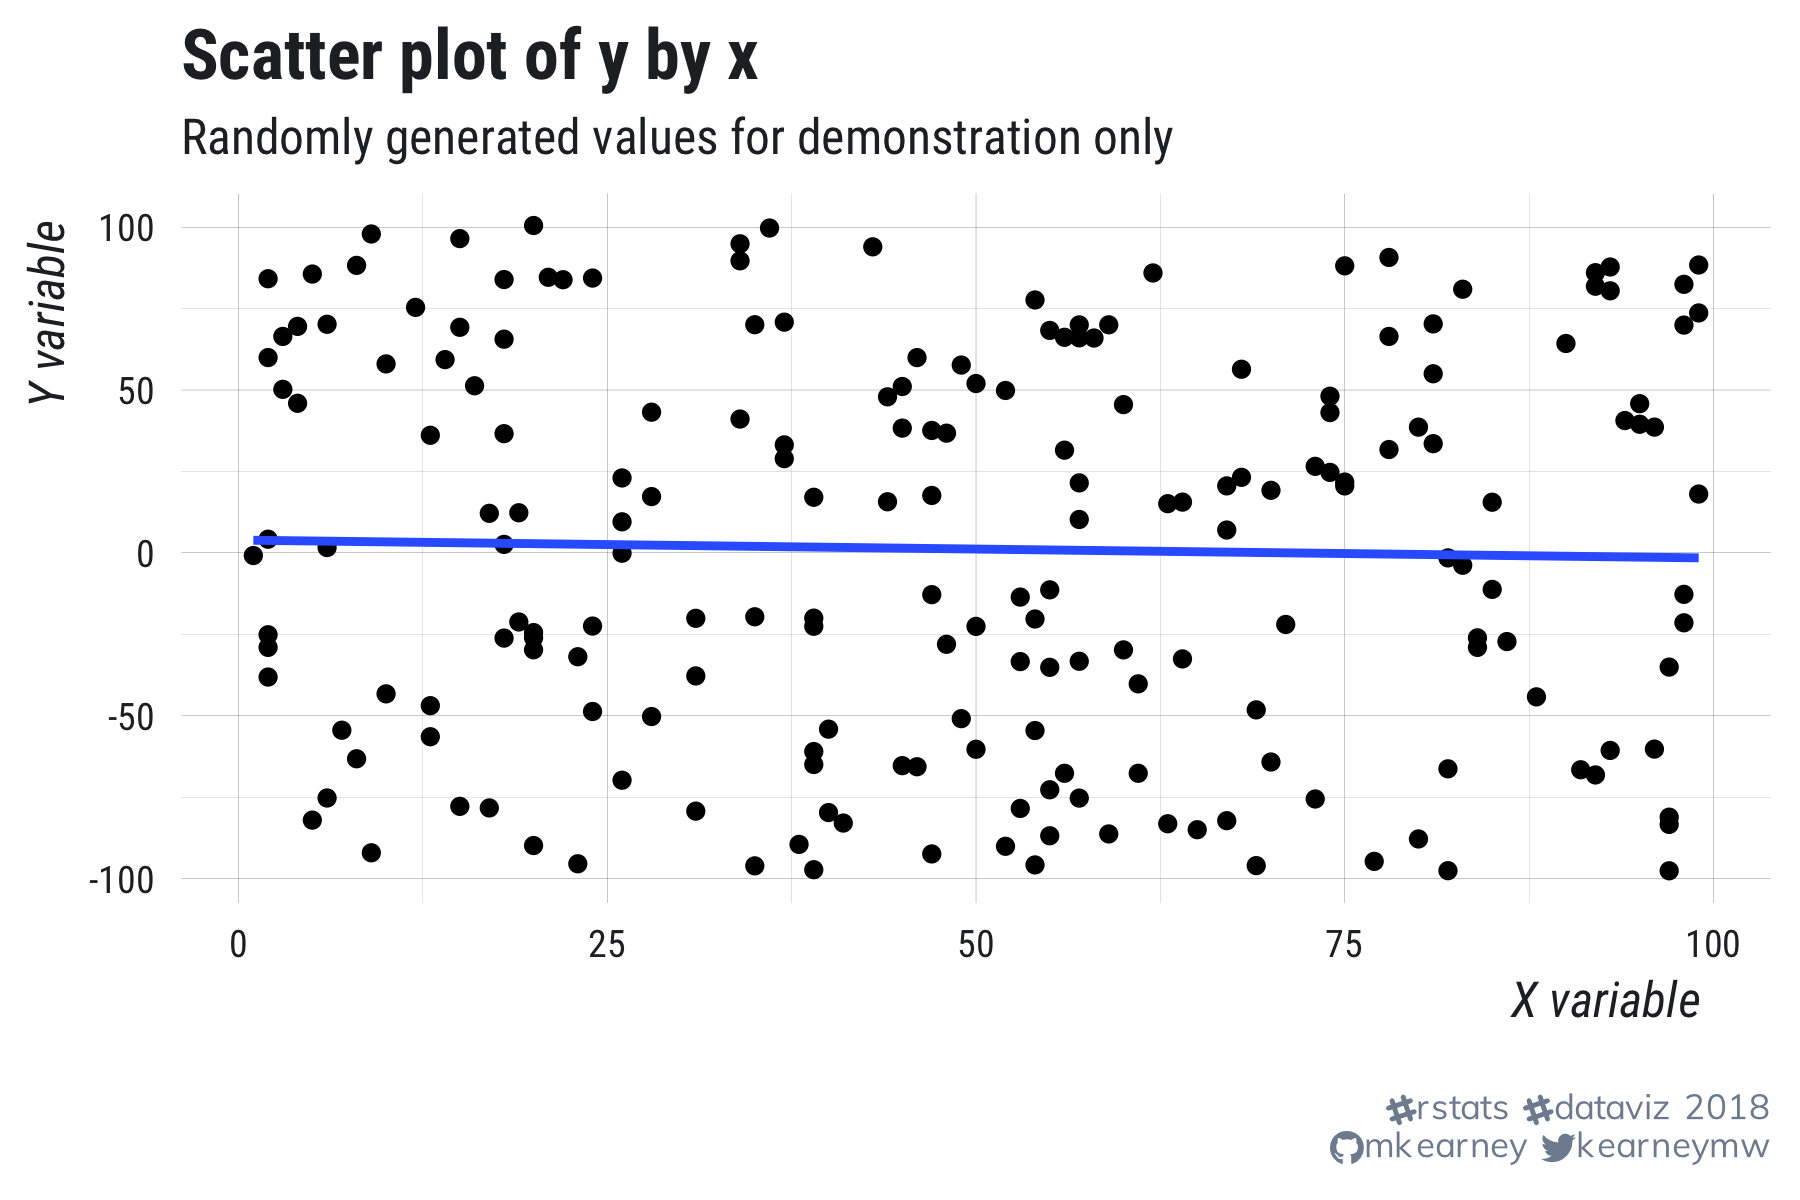 Scatter plot of y by x
Randomly generated values for demonstration only
Y variable
100
50
0
-50
-100
0 25 50 75 100
X variable
#rstats #dataviz 2018
mkearney kearneymw